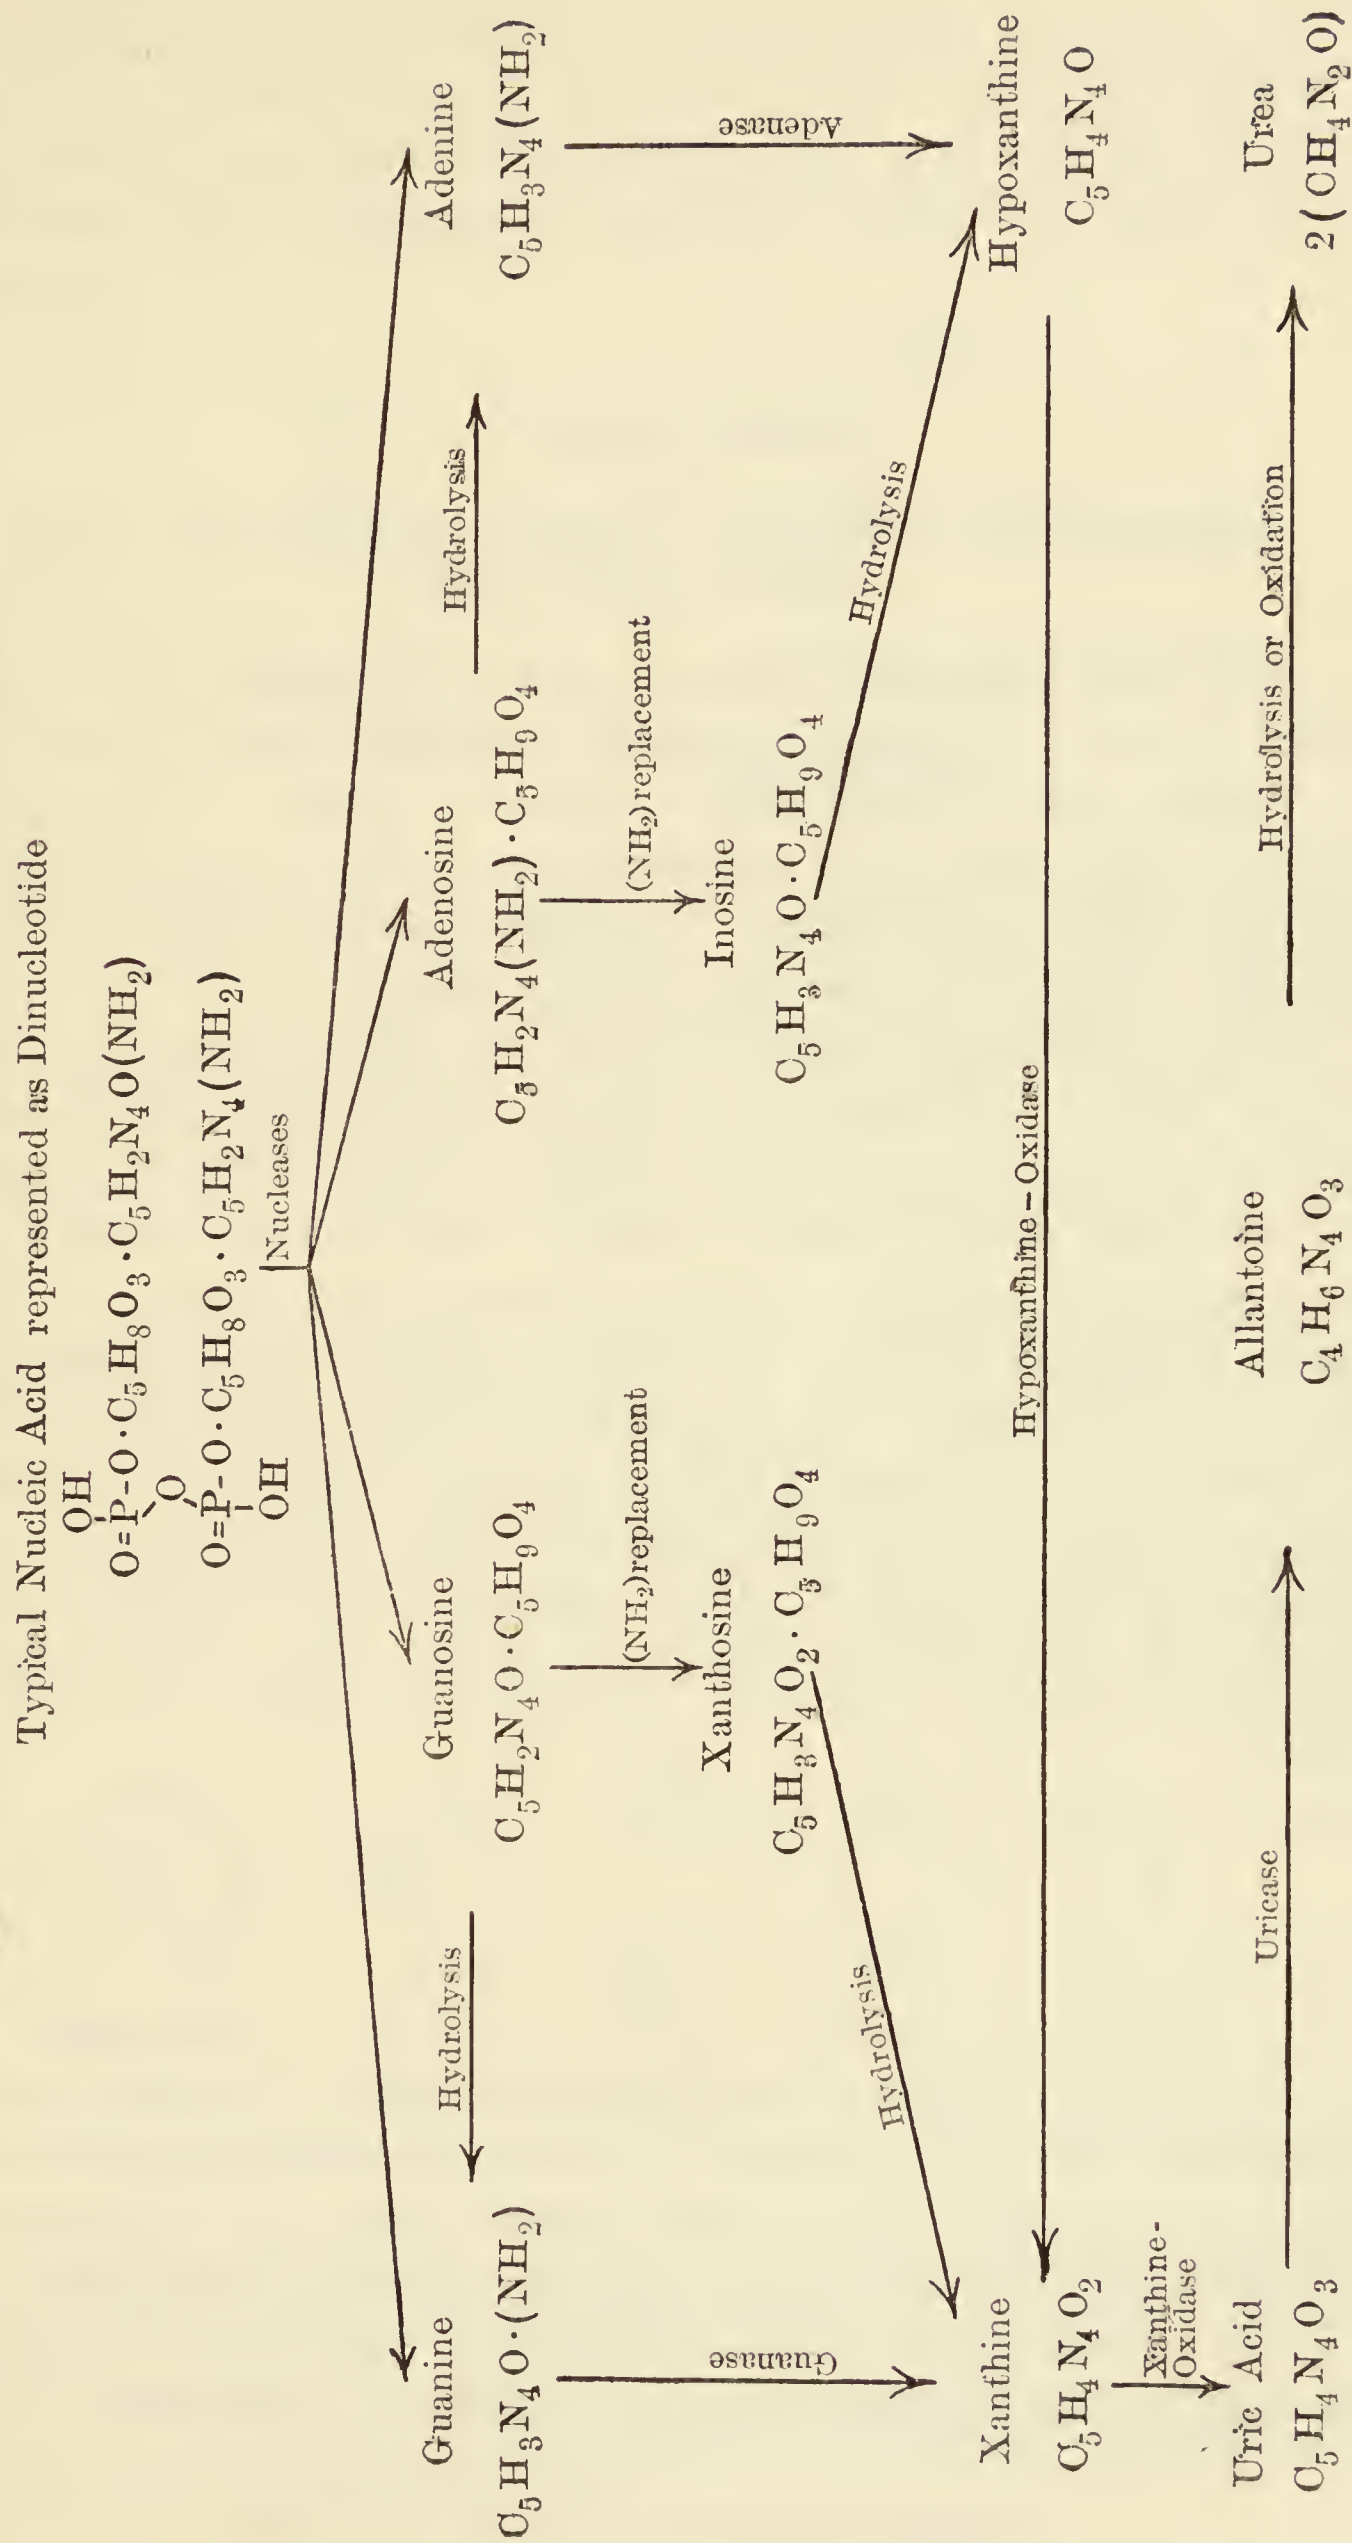 Typical Nucleic Acid represented as Dinucleotide
OH
O=P-O·C₅H₈O₃·C₅H₂N₄O(NH₂)
O
O=P-O·C₅H₈O₃·C₅H₂N₄(NH₂)
OH
Nucleases
Guanine
Guanosine
Adenosine
Adenine
C₅H₃N₄O·(NH₂)
Hydrolysis
C₅H₂N₄O·C₅H₉O₄
C₅H₂N₄(NH₂)·C₅H₉O₄
Hydrolysis
C₅H₃N₄(NH₂)
Guanase
(NH₂)replacement
(NH₂)replacement
Adenase
Xanthosine
Inosine
C₅H₃N₄O₂·C₅H₉O₄
C₅H₃N₄O·C₅H₉O₄
Hydrolysis
Hydrolysis
Xanthine
Hypoxanthine
C₅H₄N₄O₂
Hypoxanthine-Oxidase
C₅H₄N₄O
Xanthine-
Oxidase
Uric Acid
Uricase
Allantoine
Hydrolysis or Oxidation
Urea
C₅H₄N₄O₃
C₄H₆N₄O₃
2(CH₄N₂O)